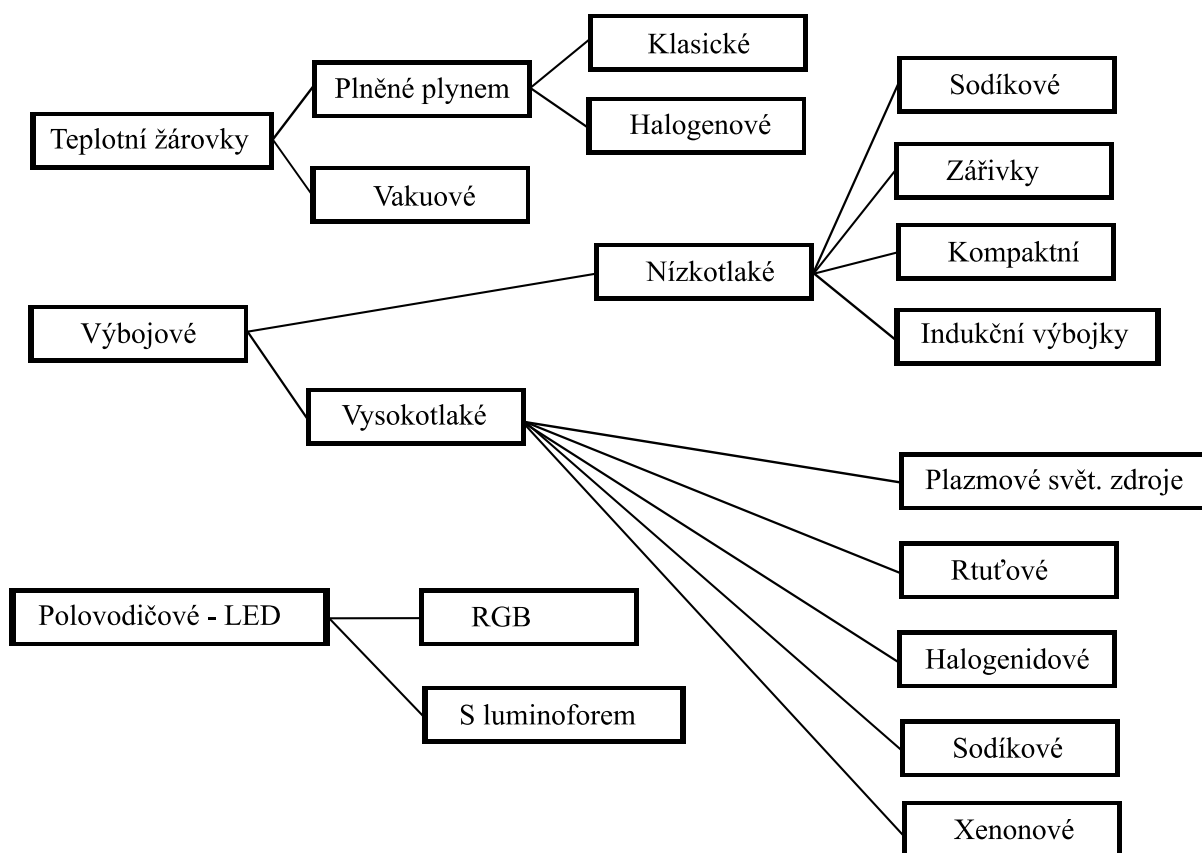 Teplotní žárovky
Plněné plynem
Klasické
Halogenové
Vakuové
Výbojové
Nízkotlaké
Sodíkové
Zářivky
Kompaktní
Indukční výbojky
Vysokotlaké
Plazmové svět. zdroje
Rtuťové
Halogenidové
Sodíkové
Xenonové
Polovodičové - LED
RGB
S luminoforem